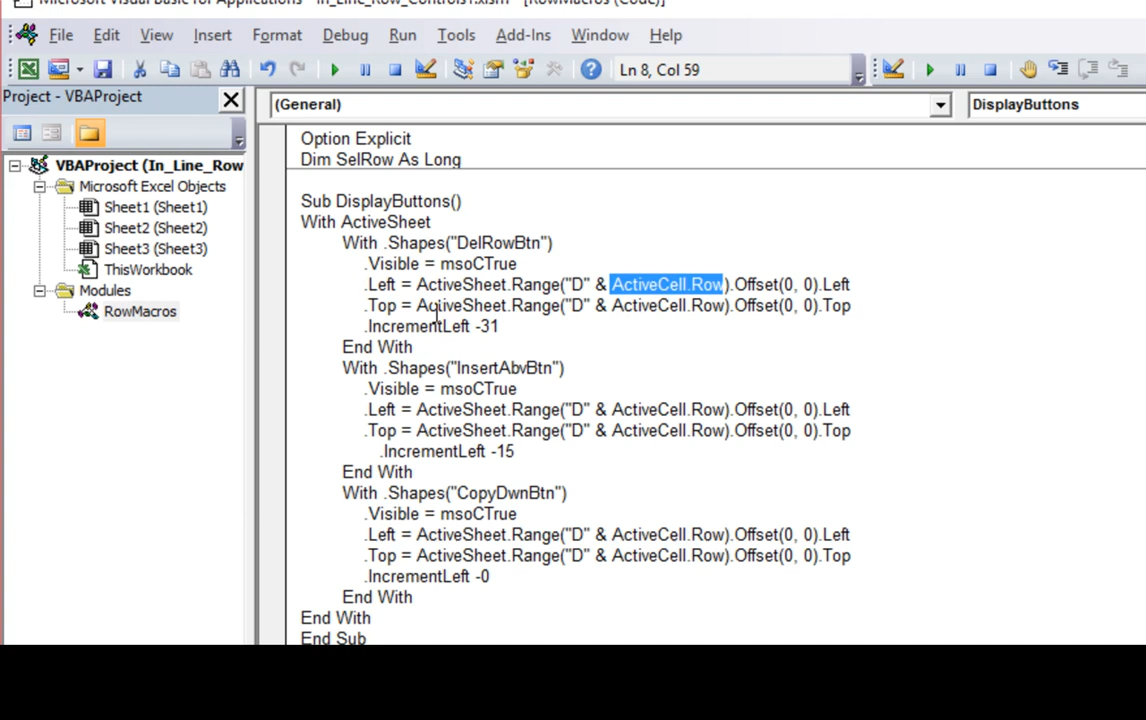 Microsoft Visual Basic for Applications - In_Line_Row_Controls1.xlsm - [RowMacros (Code)]
File Edit View Insert Format Debug Run Tools Add-Ins Window Help
Ln 8, Col 59
Project - VBAProject
(General)
DisplayButtons
VBAProject (In_Line_Row
Microsoft Excel Objects
Sheet1 (Sheet1)
Sheet2 (Sheet2)
Sheet3 (Sheet3)
ThisWorkbook
Modules
RowMacros
Option Explicit
Dim SelRow As Long
Sub DisplayButtons()
With ActiveSheet
With .Shapes("DelRowBtn")
.Visible = msoCTrue
.Left = ActiveSheet.Range("D" & ActiveCell.Row).Offset(0, 0).Left
.Top = ActiveSheet.Range("D" & ActiveCell.Row).Offset(0, 0).Top
.IncrementLeft -31
End With
With .Shapes("InsertAbvBtn")
.Visible = msoCTrue
.Left = ActiveSheet.Range("D" & ActiveCell.Row).Offset(0, 0).Left
.Top = ActiveSheet.Range("D" & ActiveCell.Row).Offset(0, 0).Top
.IncrementLeft -15
End With
With .Shapes("CopyDwnBtn")
.Visible = msoCTrue
.Left = ActiveSheet.Range("D" & ActiveCell.Row).Offset(0, 0).Left
.Top = ActiveSheet.Range("D" & ActiveCell.Row).Offset(0, 0).Top
.IncrementLeft -0
End With
End With
End Sub